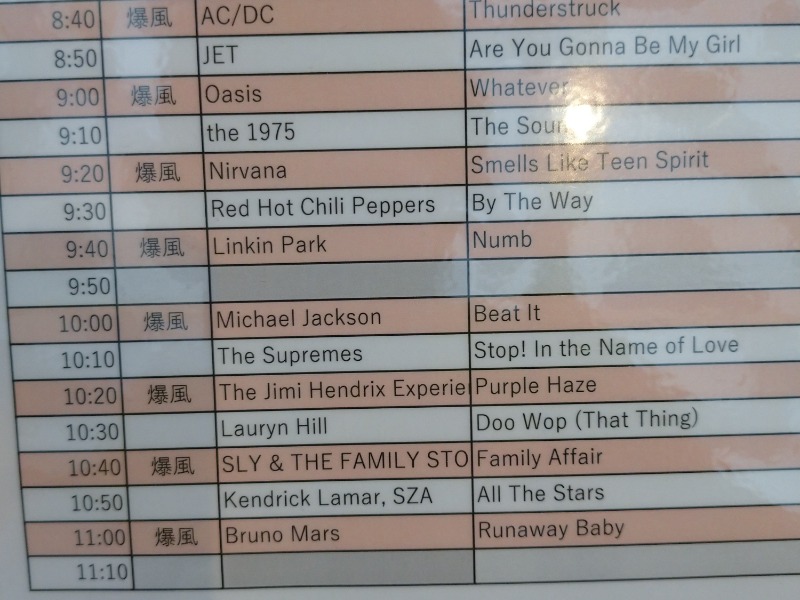 8:40 爆風 AC/DC Thunderstruck
8:50 JET Are You Gonna Be My Girl
9:00 爆風 Oasis Whatever
9:10 the 1975 The
9:20 爆風 Nirvana Smells Like Teen Spirit
9:30 Red Hot Chili Peppers By The Way
9:40 爆風 Linkin Park Numb
9:50
10:00 爆風 Michael Jackson Beat It
10:10 The Supremes Stop! In the Name of Love
10:20 爆風 The Jimi Hendrix Experie Purple Haze
10:30 Lauryn Hill Doo Wop (That Thing)
10:40 爆風 SLY & THE FAMILY STO Family Affair
10:50 Kendrick Lamar, SZA All The Stars
11:00 爆風 Bruno Mars Runaway Baby
11:10